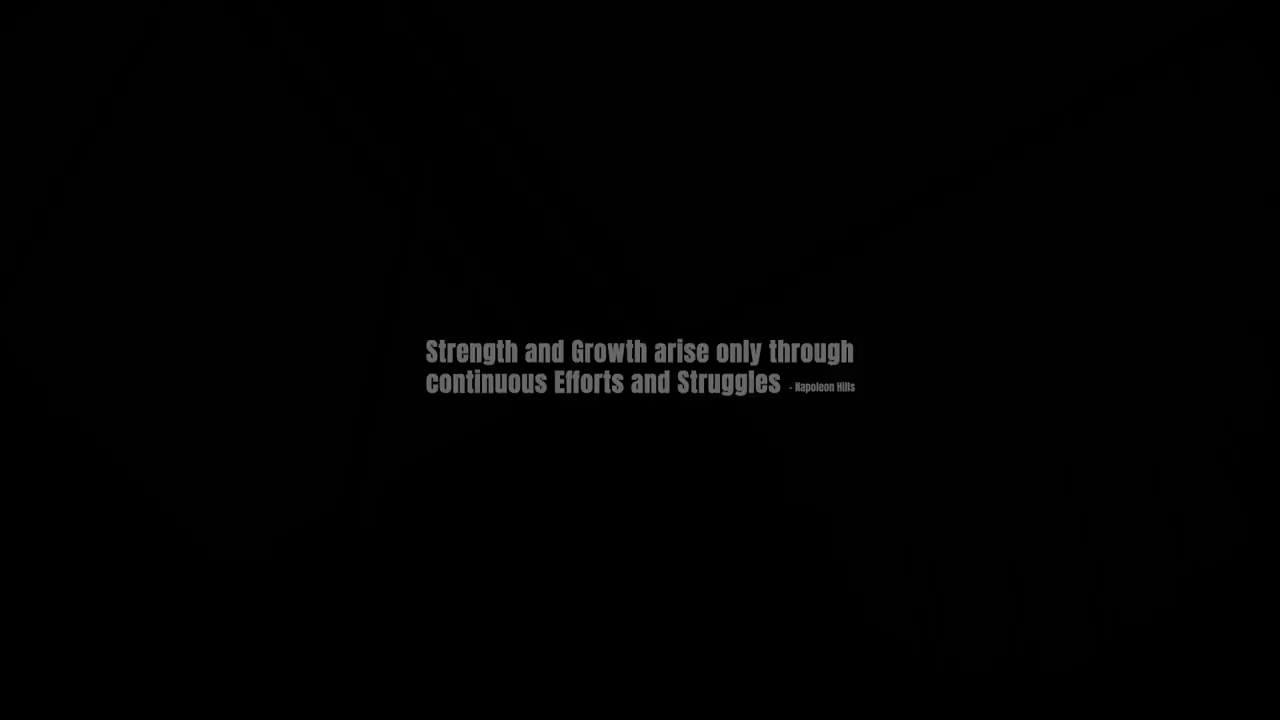 Strength and Growth arise only through
continuous Efforts and Struggles - Napoleon Hills